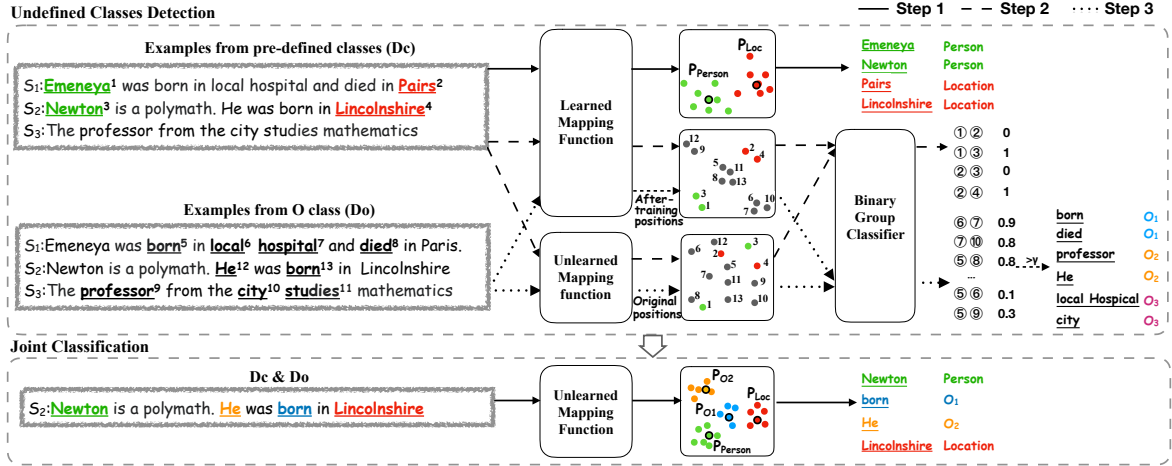 Undefined Classes Detection
Step 1
Step 2
Step 3
Examples from pre-defined classes (Dc)
S1:Emeneya1 was born in local hospital and died in Pairs2
S2:Newton3 is a polymath. He was born in Lincolnshire4
S3:The professor from the city studies mathematics
Examples from O class (Do)
S1:Emeneya was born5 in local6 hospital7 and died8 in Paris.
S2:Newton is a polymath. He12 was born13 in Lincolnshire
S3:The professor9 from the city10 studies11 mathematics
Learned
Mapping
Function
Unlearned
Mapping
function
PLoc
PPerson
12
9
2
4
5
11
8
13
3
1
6
7
10
After-
training
positions
12
3
6
2
5
4
7
11
9
8
13
10
1
Original
positions
Binary
Group
Classifier
Emeneya Person
Newton Person
Pairs Location
Lincolnshire Location
①② 0
①③ 1
②③ 0
②④ 1
⑥⑦ 0.9
⑦⑩ 0.8
⑤⑧ 0.8 >γ
...
⑤⑥ 0.1
⑤⑨ 0.3
born O1
died O1
professor O2
He O2
local Hospical O3
city O3
Joint Classification
Dc & Do
S2:Newton is a polymath. He was born in Lincolnshire
Unlearned
Mapping
Function
PO2
PLoc
PO1
PPerson
Newton Person
born O1
He O2
Lincolnshire Location